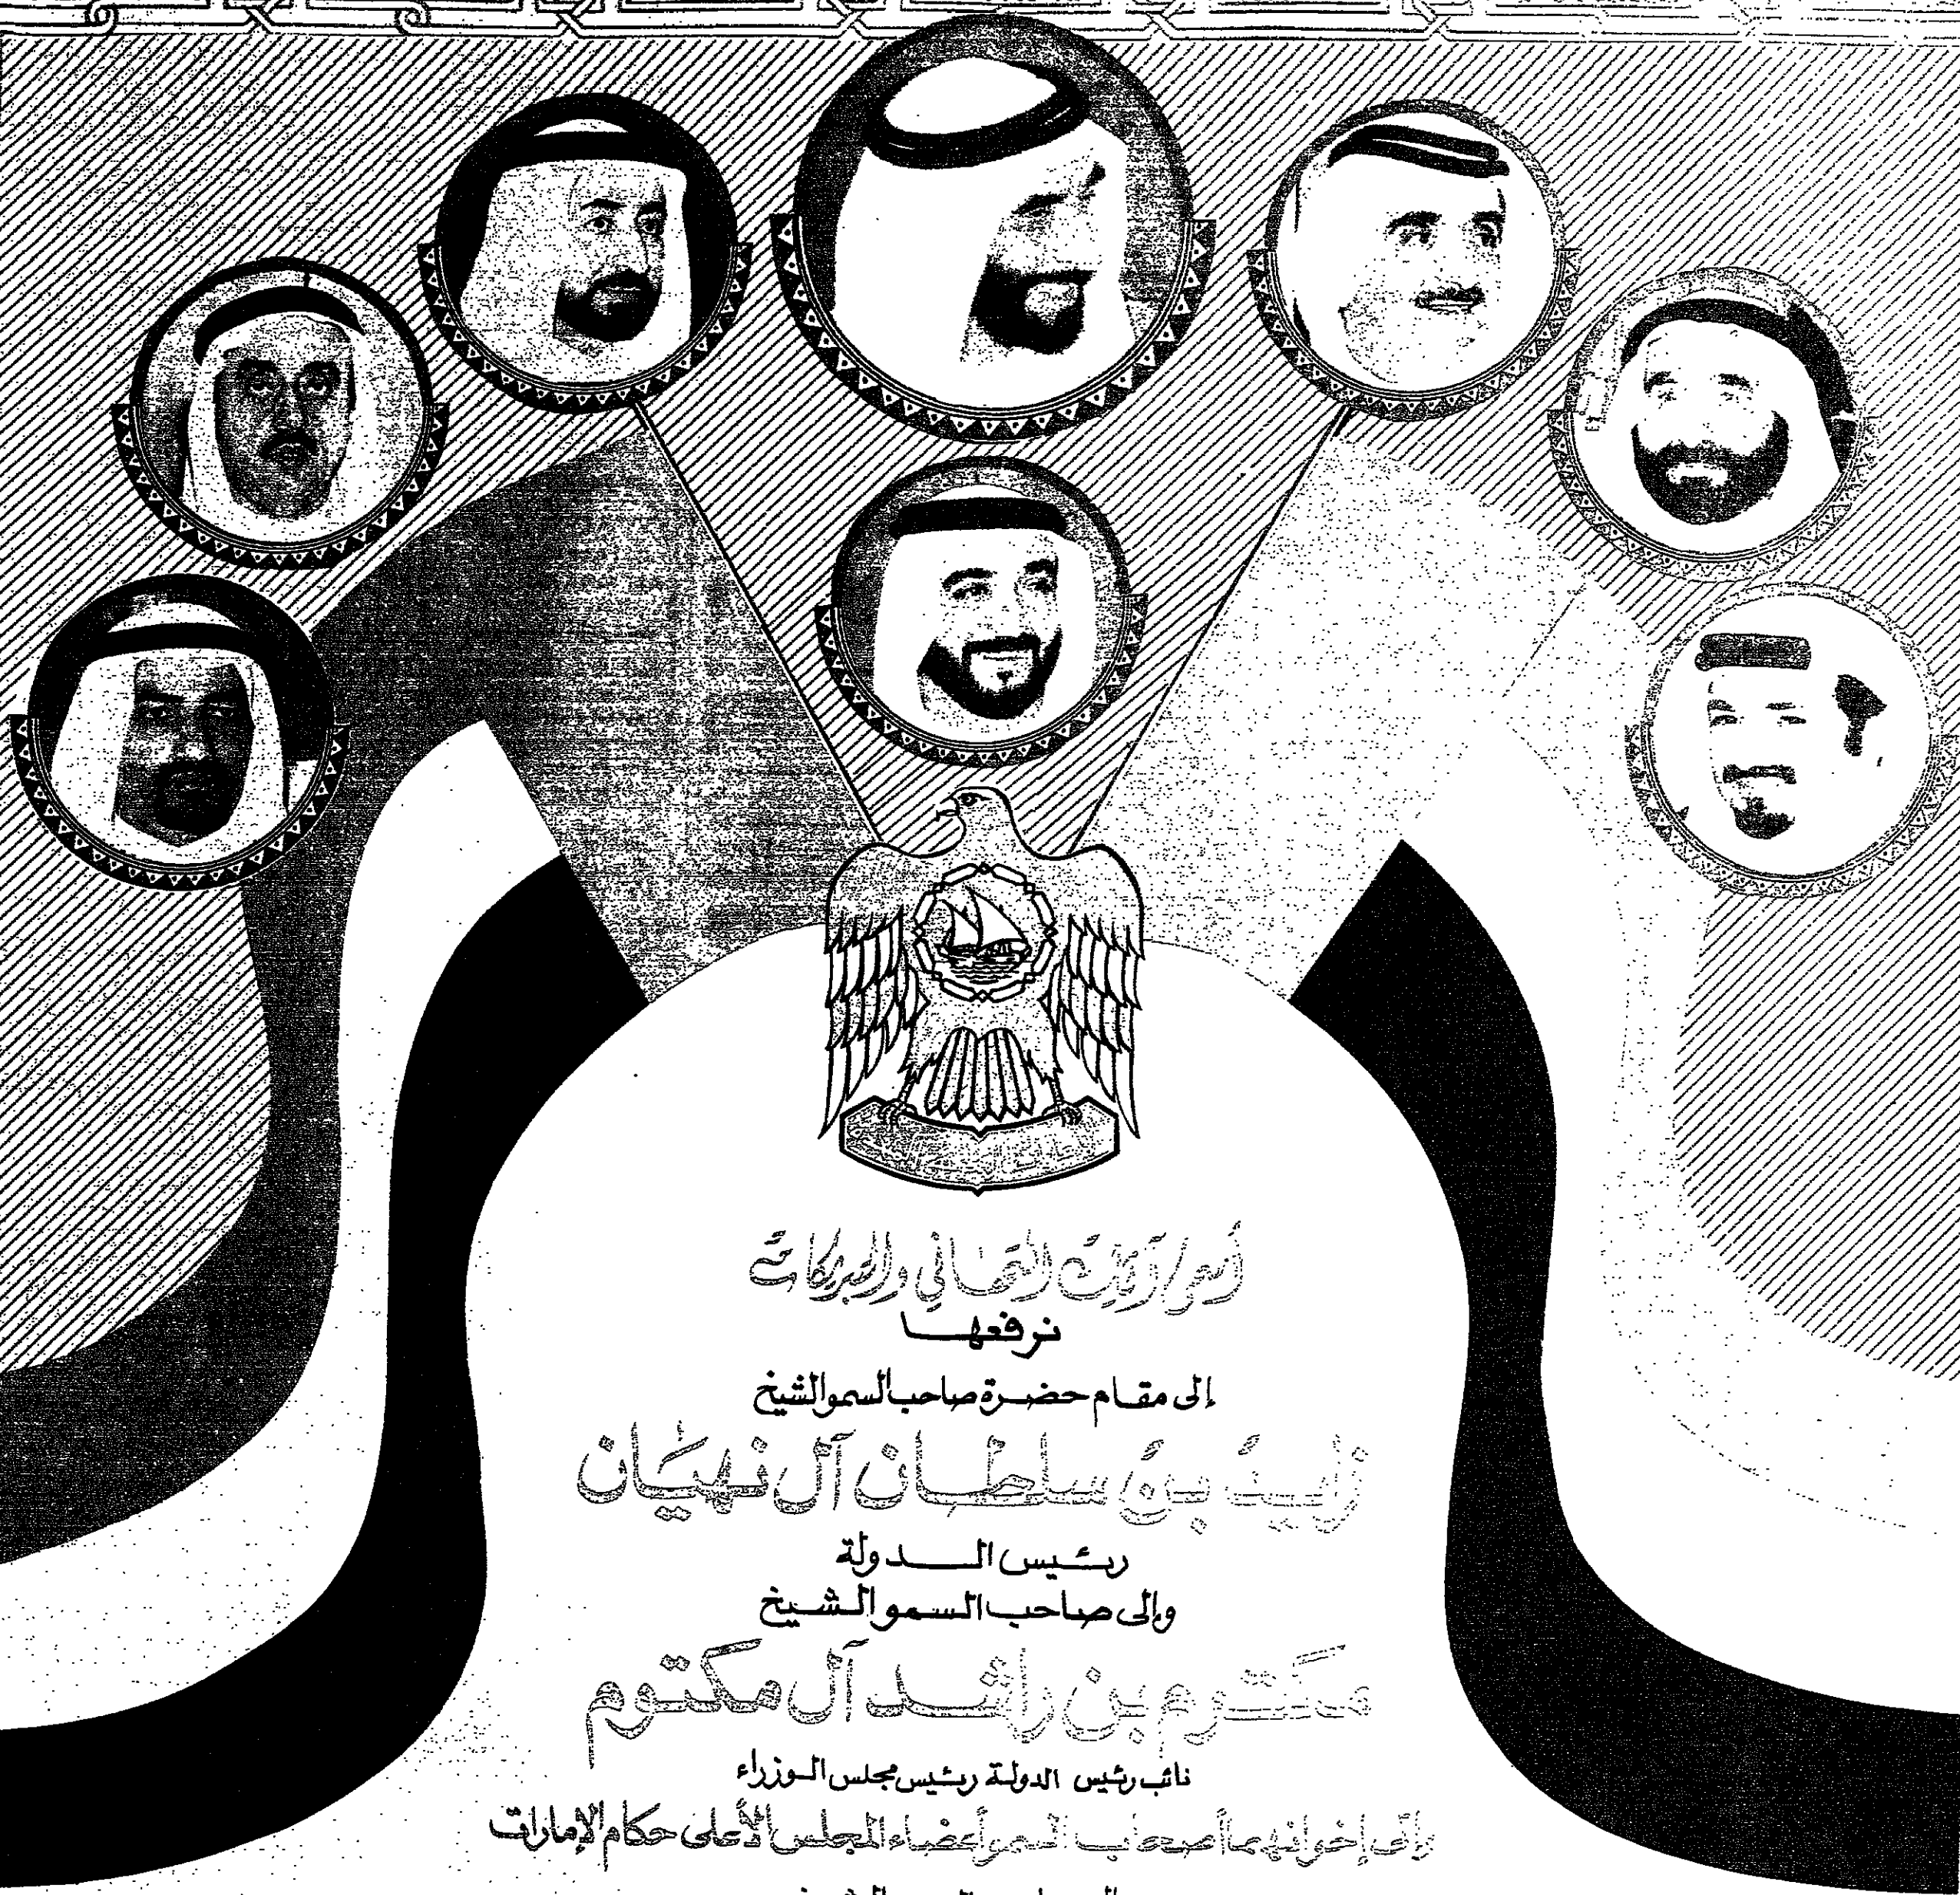 أسمى آيات التهاني والتبريكات
نرفعها
إلى مقام حضرة صاحب السمو الشيخ
زايد بن سلطان آل نهيان
رئيس الدولة
وإلى صاحب السمو الشيخ
مكتوم بن راشد آل مكتوم
نائب رئيس الدولة رئيس مجلس الوزراء
وإلى إخوانهما أصحاب السمو أعضاء المجلس الأعلى حكام الإمارات